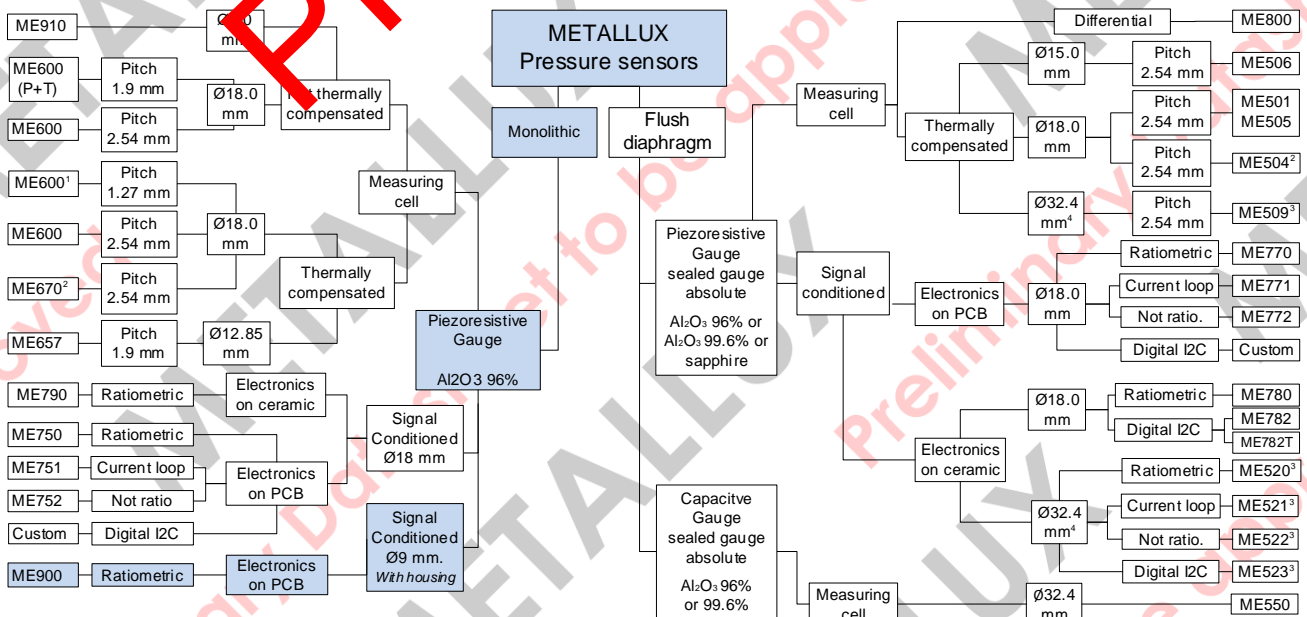 METALLUX
Pressure sensors
Monolithic
Flush
diaphragm
ME910
mm
ME600
(P+T)
Pitch
1.9 mm
Ø18.0
mm
thermally
compensated
ME600
Pitch
2.54 mm
Measuring
cell
ME600¹
Pitch
1.27 mm
ME600
Pitch
2.54 mm
Ø18.0
mm
ME670²
Pitch
2.54 mm
Thermally
compensated
ME657
Pitch
1.9 mm
Ø12.85
mm
Piezoresistive
Gauge
Al2O3 96%
ME790
Ratiometric
Electronics
on ceramic
Signal
Conditioned
Ø18 mm
ME750
Ratiometric
ME751
Current loop
Electronics
on PCB
ME752
Not ratio
Custom
Digital I2C
Signal
Conditioned
Ø9 mm.
With housing
ME900
Ratiometric
Electronics
on PCB
Piezoresistive
Gauge
sealed gauge
absolute
Al₂O₃ 96% or
Al₂O₃ 99.6% or
sapphire
Measuring
cell
Differential
ME800
Thermally
compensated
Ø15.0
mm
Pitch
2.54 mm
ME506
Ø18.0
mm
Pitch
2.54 mm
ME501
ME505
Pitch
2.54 mm
ME504²
Ø32.4
mm⁴
Pitch
2.54 mm
ME509³
Signal
conditioned
Electronics
on PCB
Ø18.0
mm
Ratiometric
ME770
Current loop
ME771
Not ratio.
ME772
Digital I2C
Custom
Electronics
on ceramic
Ø18.0
mm
Ratiometric
ME780
Digital I2C
ME782
ME782T
Ø32.4
mm⁴
Ratiometric
ME520³
Current loop
ME521³
Not ratio.
ME522³
Digital I2C
ME523³
Capacitve
Gauge
sealed gauge
absolute
Al₂O₃ 96%
or 99.6%
Measuring
cell
Ø32.4
mm
ME550
METALLUX
METALLUX
Preliminary